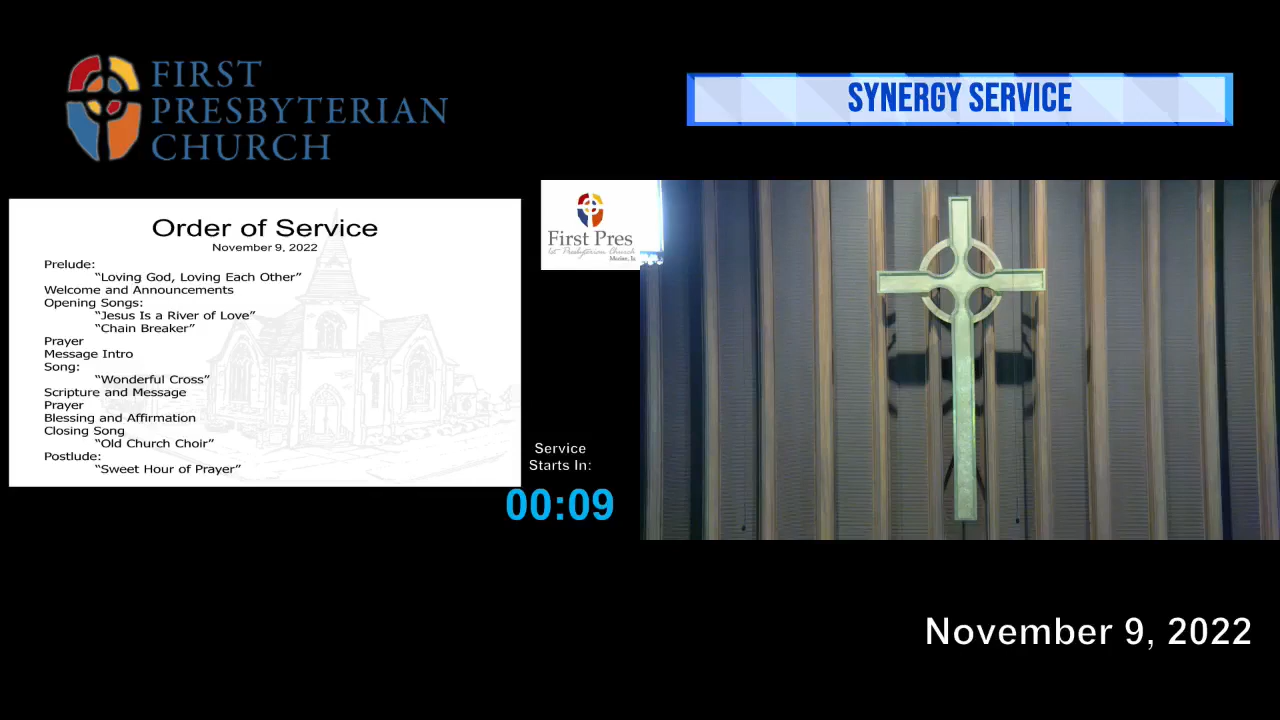 FIRST
PRESBYTERIAN
CHURCH
SYNERGY SERVICE
Order of Service
November 9, 2022
Prelude:
“Loving God, Loving Each Other”
Welcome and Announcements
Opening Songs:
“Jesus Is a River of Love”
“Chain Breaker”
Prayer
Message Intro
Song:
“Wonderful Cross”
Scripture and Message
Prayer
Blessing and Affirmation
Closing Song
“Old Church Choir”
Postlude:
“Sweet Hour of Prayer”
First Pres
1st Presbyterian Church
Service
Starts In:
00:09
November 9, 2022